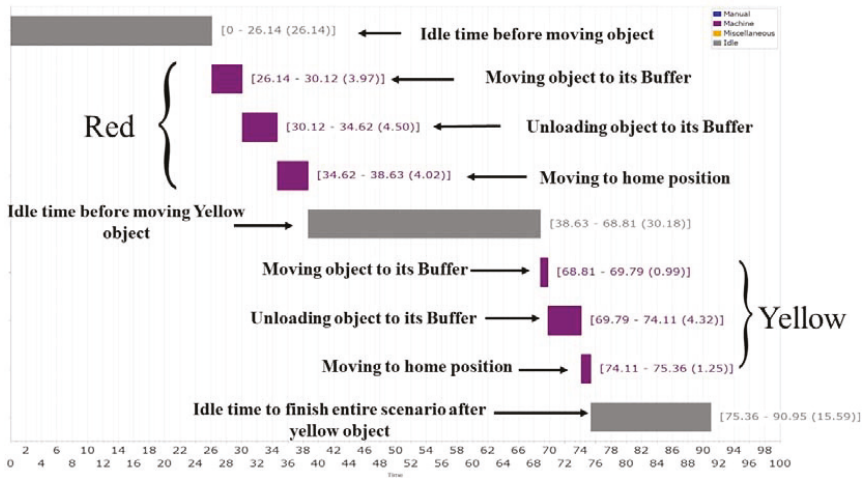 Manual
Machine
Miscellaneous
Idle
[0 - 26.14 (26.14)]
Idle time before moving object
[26.14 - 30.12 (3.97)]
Moving object to its Buffer
Red
[30.12 - 34.62 (4.50)]
Unloading object to its Buffer
[34.62 - 38.63 (4.02)]
Moving to home position
Idle time before moving Yellow
object
[38.63 - 68.81 (30.18)]
Moving object to its Buffer
[68.81 - 69.79 (0.99)]
Unloading object to its Buffer
[69.79 - 74.11 (4.32)]
Yellow
Moving to home position
[74.11 - 75.36 (1.25)]
Idle time to finish entire scenario after
yellow object
[75.36 - 90.95 (15.59)]
2 6 10 14 18 22 26 30 34 38 42 46 50 54 58 62 66 70 74 78 82 86 90 94 98
0 4 8 12 16 20 24 28 32 36 40 44 48 52 56 60 64 68 72 76 80 84 88 92 96 100
Time